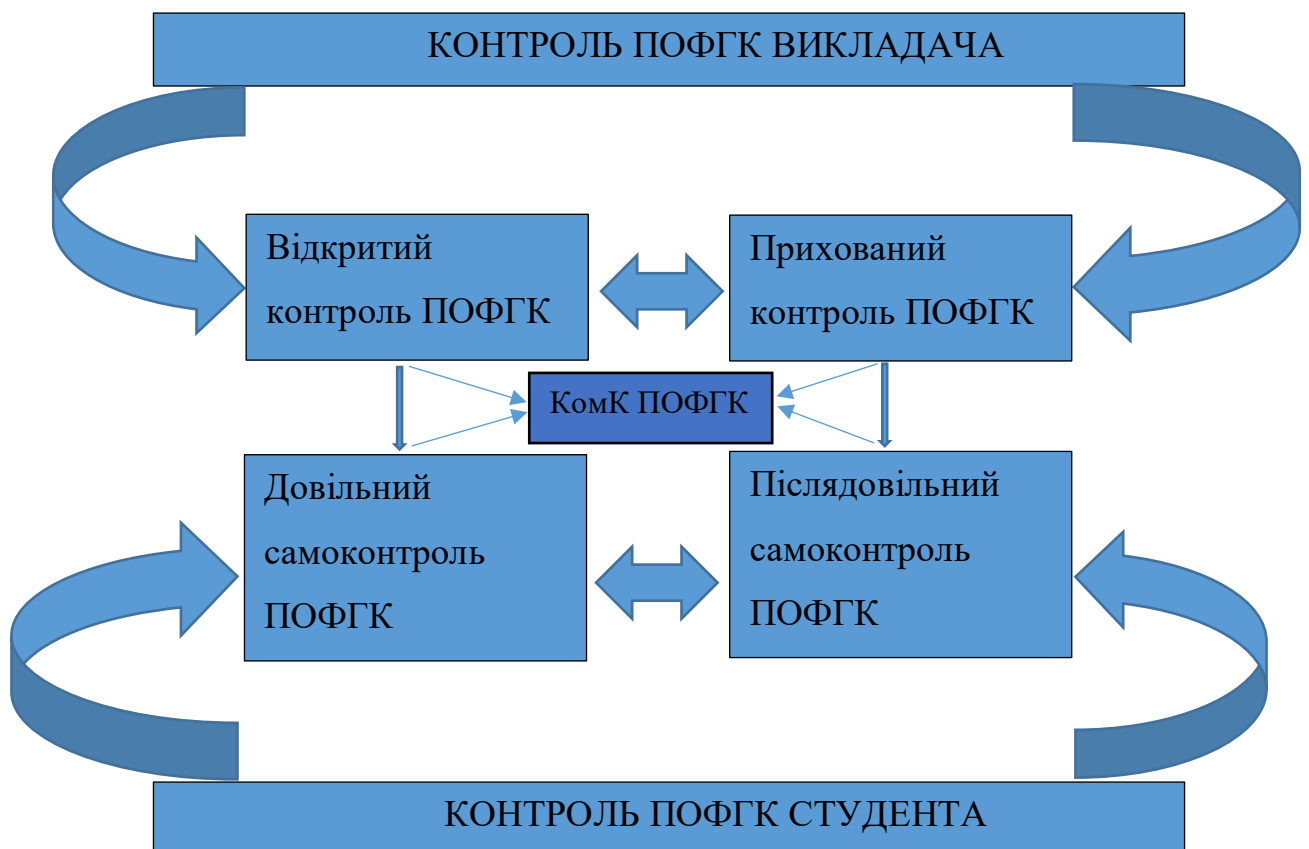 КОНТРОЛЬ ПОФГК ВИКЛАДАЧА
Відкритий
контроль ПОФГК
Прихований
контроль ПОФГК
КомК ПОФГК
Довільний
самоконтроль
ПОФГК
Післядовільний
самоконтроль
ПОФГК
КОНТРОЛЬ ПОФГК СТУДЕНТА